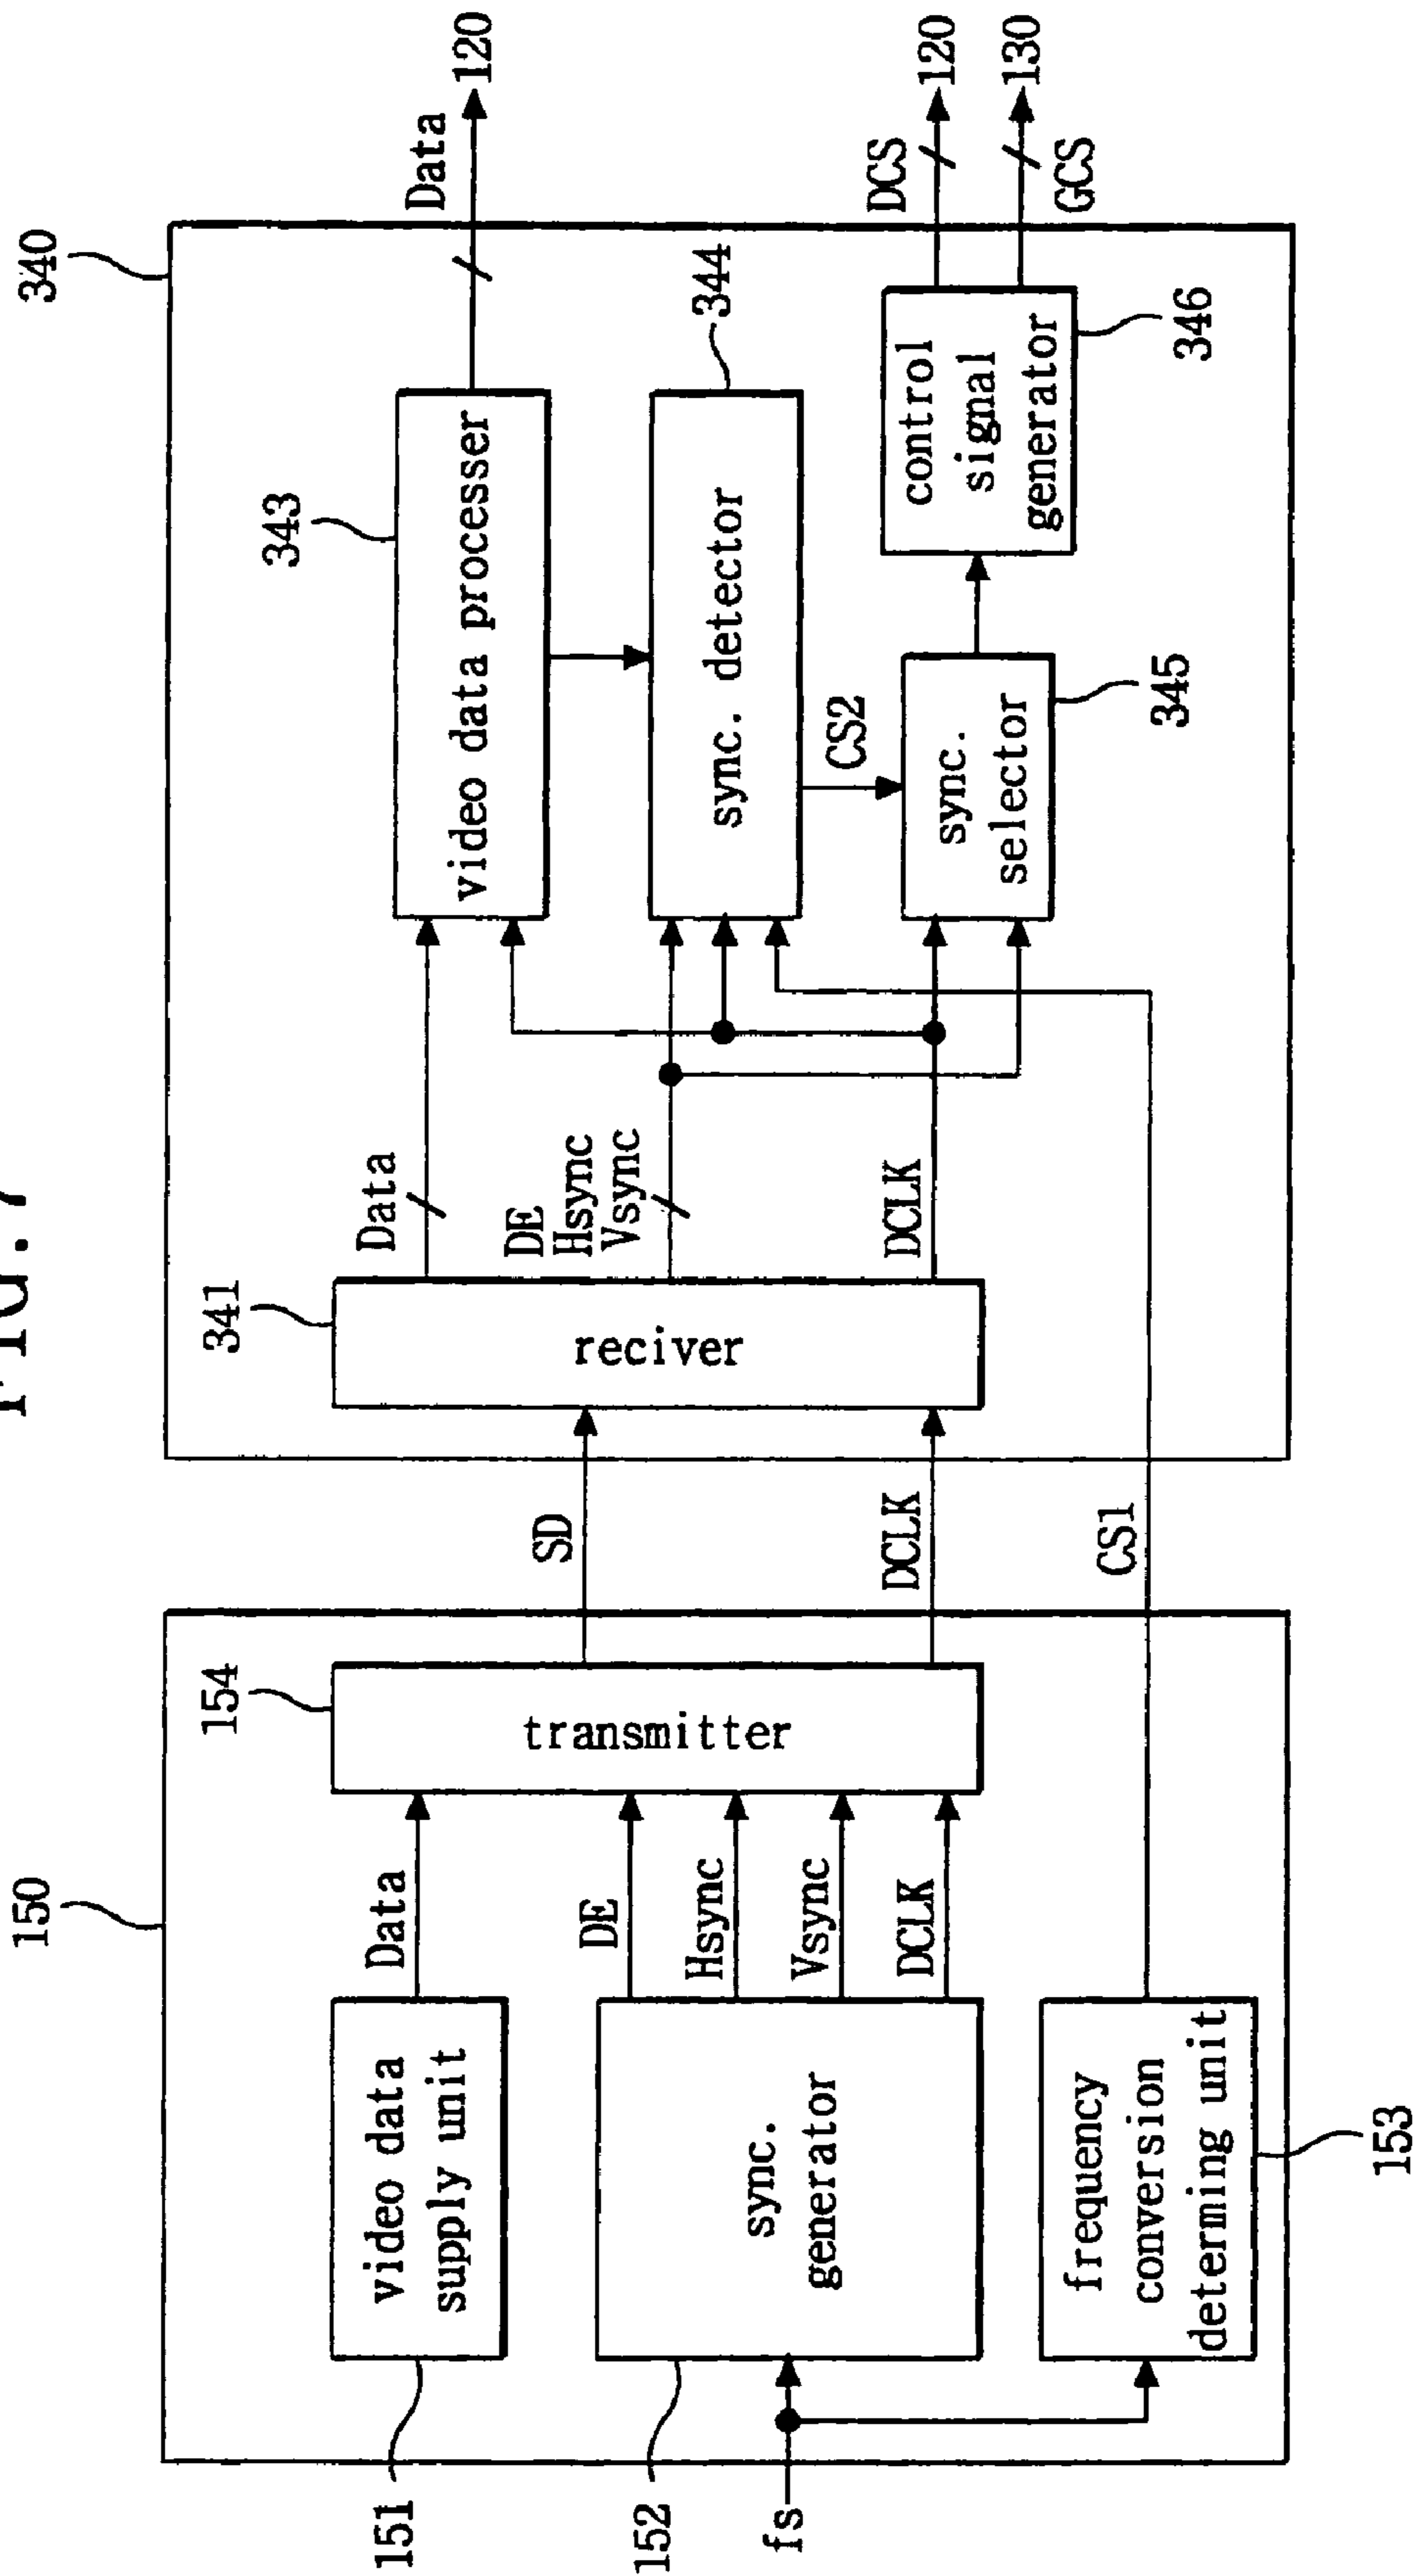 FIG. 7
150
151
video data
supply unit
Data
152
sync.
generator
fs
DE
Hsync
Vsync
DCLK
frequency
conversion
determing unit
153
154
transmitter
SD
DCLK
CS1
340
341
reciver
Data
DE
Hsync
Vsync
DCLK
343
video data processer
344
sync. detector
CS2
sync.
selector
345
control
signal
generator
346
Data
120
DCS
120
GCS
130